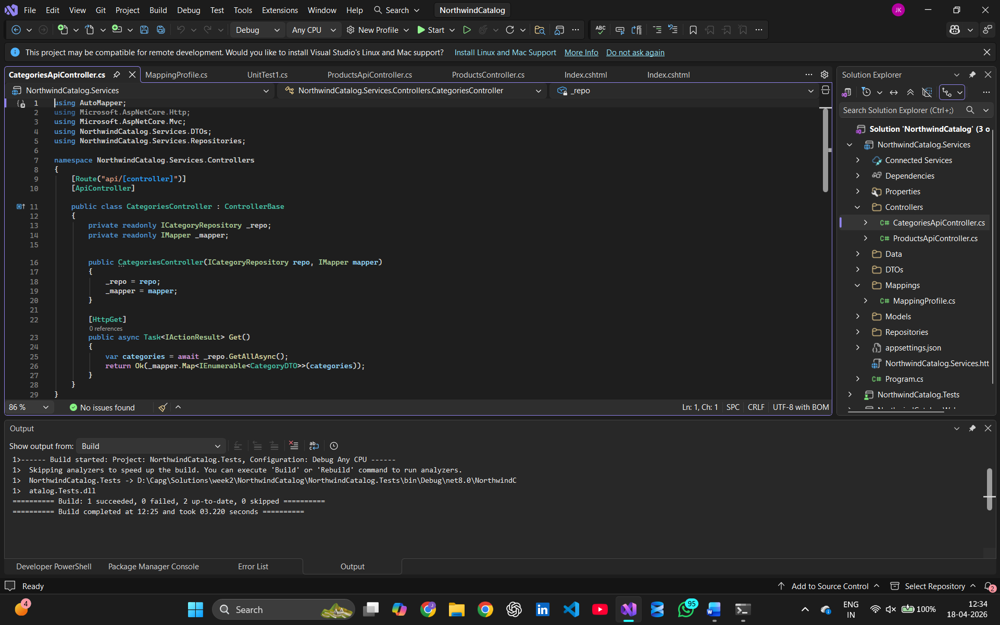 File Edit View Git Project Build Debug Test Tools Extensions Window Help Search NorthwindCatalog JK
Debug Any CPU New Profile Start
This project may be compatible for remote development. Would you like to install Visual Studio's Linux and Mac support? Install Linux and Mac Support More Info Do not ask again
CategoriesApiController.cs MappingProfile.cs UnitTest1.cs ProductsApiController.cs ProductsController.cs Index.cshtml Index.cshtml
NorthwindCatalog.Services NorthwindCatalog.Services.Controllers.CategoriesController _repo
1 using AutoMapper;
2 using Microsoft.AspNetCore.Http;
3 using Microsoft.AspNetCore.Mvc;
4 using NorthwindCatalog.Services.DTOs;
5 using NorthwindCatalog.Services.Repositories;
6
7 namespace NorthwindCatalog.Services.Controllers
8 {
9 [Route("api/[controller]")]
10 [ApiController]
11 public class CategoriesController : ControllerBase
12 {
13 private readonly ICategoryRepository _repo;
14 private readonly IMapper _mapper;
15
16 public CategoriesController(ICategoryRepository repo, IMapper mapper)
17 {
18 _repo = repo;
19 _mapper = mapper;
20 }
21
22 [HttpGet]
0 references
23 public async Task<IActionResult> Get()
24 {
25 var categories = await _repo.GetAllAsync();
26 return Ok(_mapper.Map<IEnumerable<CategoryDTO>>(categories));
27 }
28 }
29 }
86 % No issues found Ln: 1, Ch: 1 SPC CRLF UTF-8 with BOM
Solution Explorer
Search Solution Explorer (Ctrl+;)
Solution 'NorthwindCatalog' (3 o
NorthwindCatalog.Services
Connected Services
Dependencies
Properties
Controllers
C# CategoriesApiController.cs
C# ProductsApiController.cs
Data
DTOs
Mappings
C# MappingProfile.cs
Models
Repositories
appsettings.json
NorthwindCatalog.Services.htt
C# Program.cs
NorthwindCatalog.Tests
Output
Show output from: Build
1>------ Build started: Project: NorthwindCatalog.Tests, Configuration: Debug Any CPU ------
1> Skipping analyzers to speed up the build. You can execute 'Build' or 'Rebuild' command to run analyzers.
1> NorthwindCatalog.Tests -> D:\Capg\Solutions\week2\NorthwindCatalog\NorthwindCatalog.Tests\bin\Debug\net8.0\NorthwindC
1> atalog.Tests.dll
========== Build: 1 succeeded, 0 failed, 2 up-to-date, 0 skipped ==========
========== Build completed at 12:25 and took 03.220 seconds ==========
Developer PowerShell Package Manager Console Error List Output
Ready Add to Source Control Select Repository 2
4 Search 95 ENG IN 100% 12:34 18-04-2026